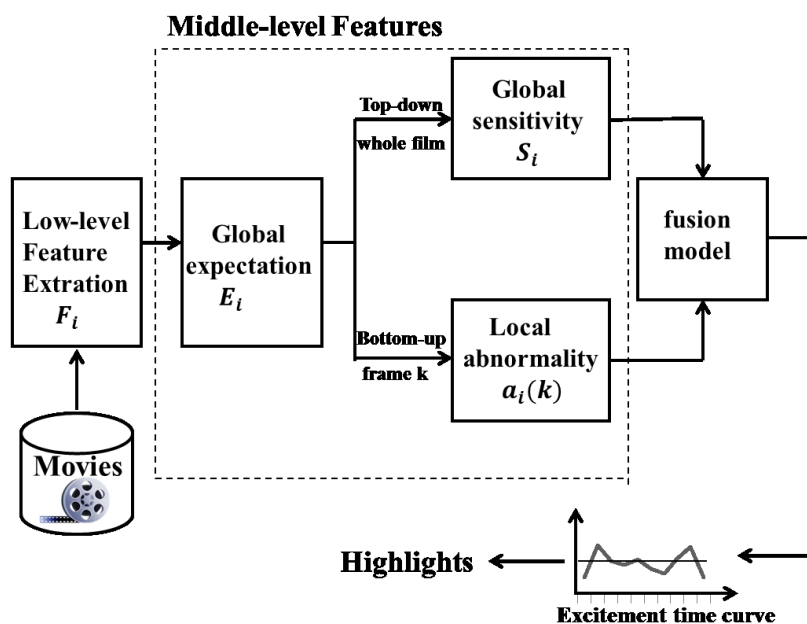 Middle-level Features
Top-down
whole film
Global
sensitivity
S_i
Low-level
Feature
Extration
F_i
Global
expectation
E_i
fusion
model
Bottom-up
frame k
Local
abnormality
a_i(k)
Movies
Highlights
Excitement time curve